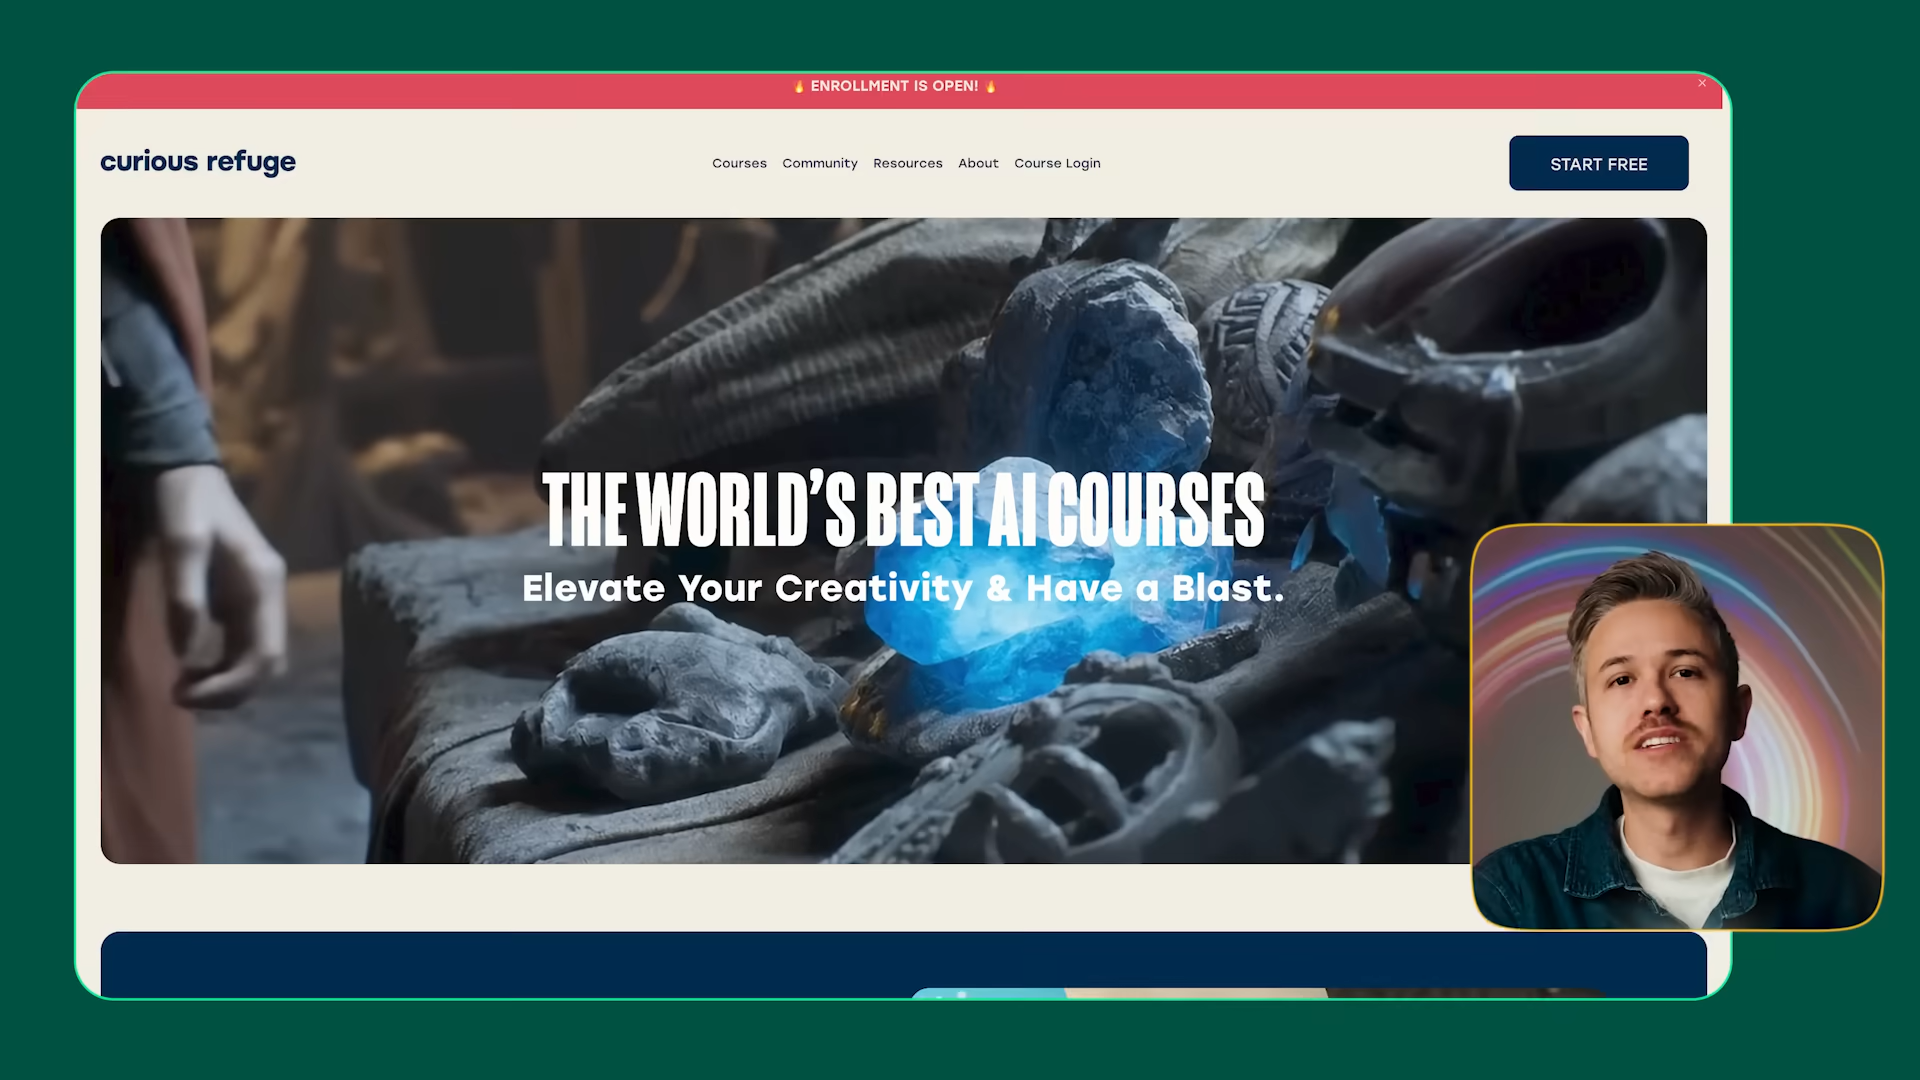 🔥 ENROLLMENT IS OPEN! 🔥
curious refuge
Courses Community Resources About Course Login
START FREE
THE WORLD’S BEST AI COURSES
Elevate Your Creativity & Have a Blast.